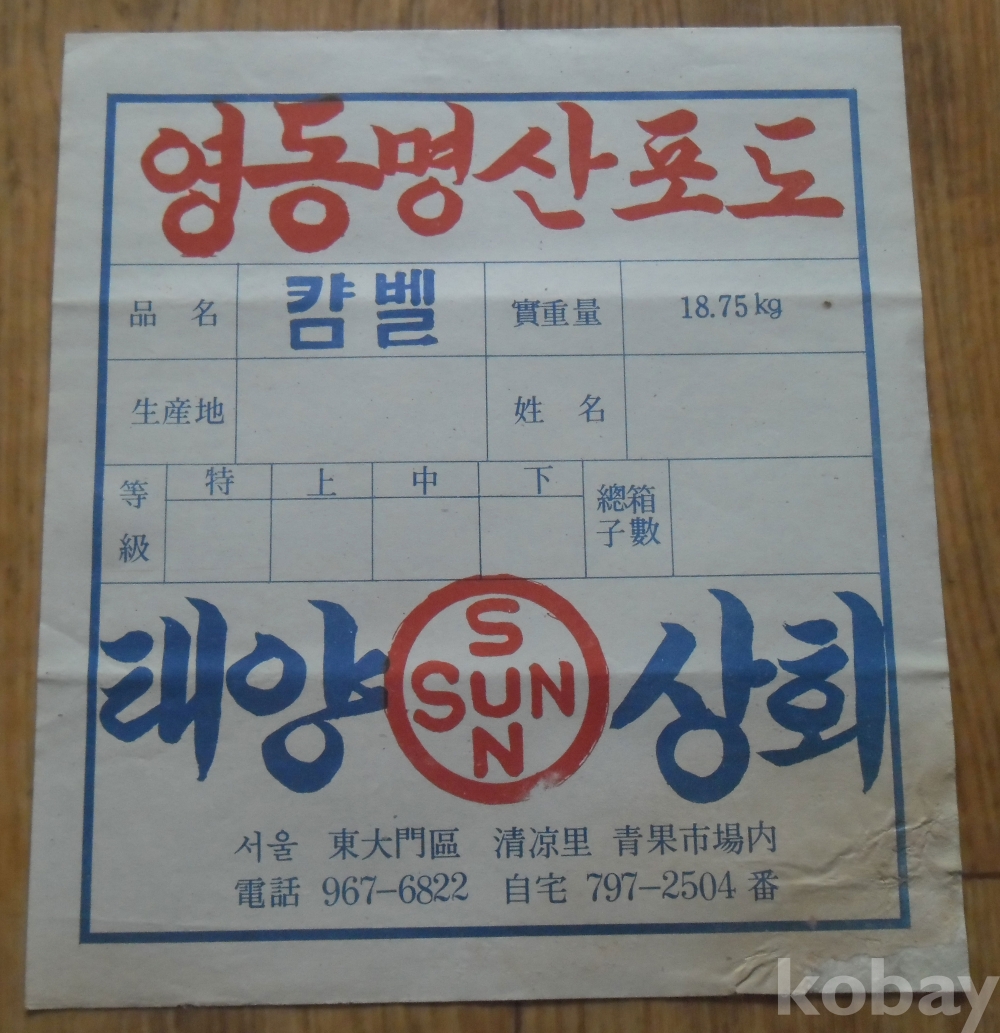 영동명산포도
品名 캼벨 實重量 18.75kg
生産地 姓名
等級 特 上 中 下 總箱子數
태양 SUN SUN 상회
서울 東大門區 清凉里 青果市場内
電話 967-6822 自宅 797-2504 番
kobay